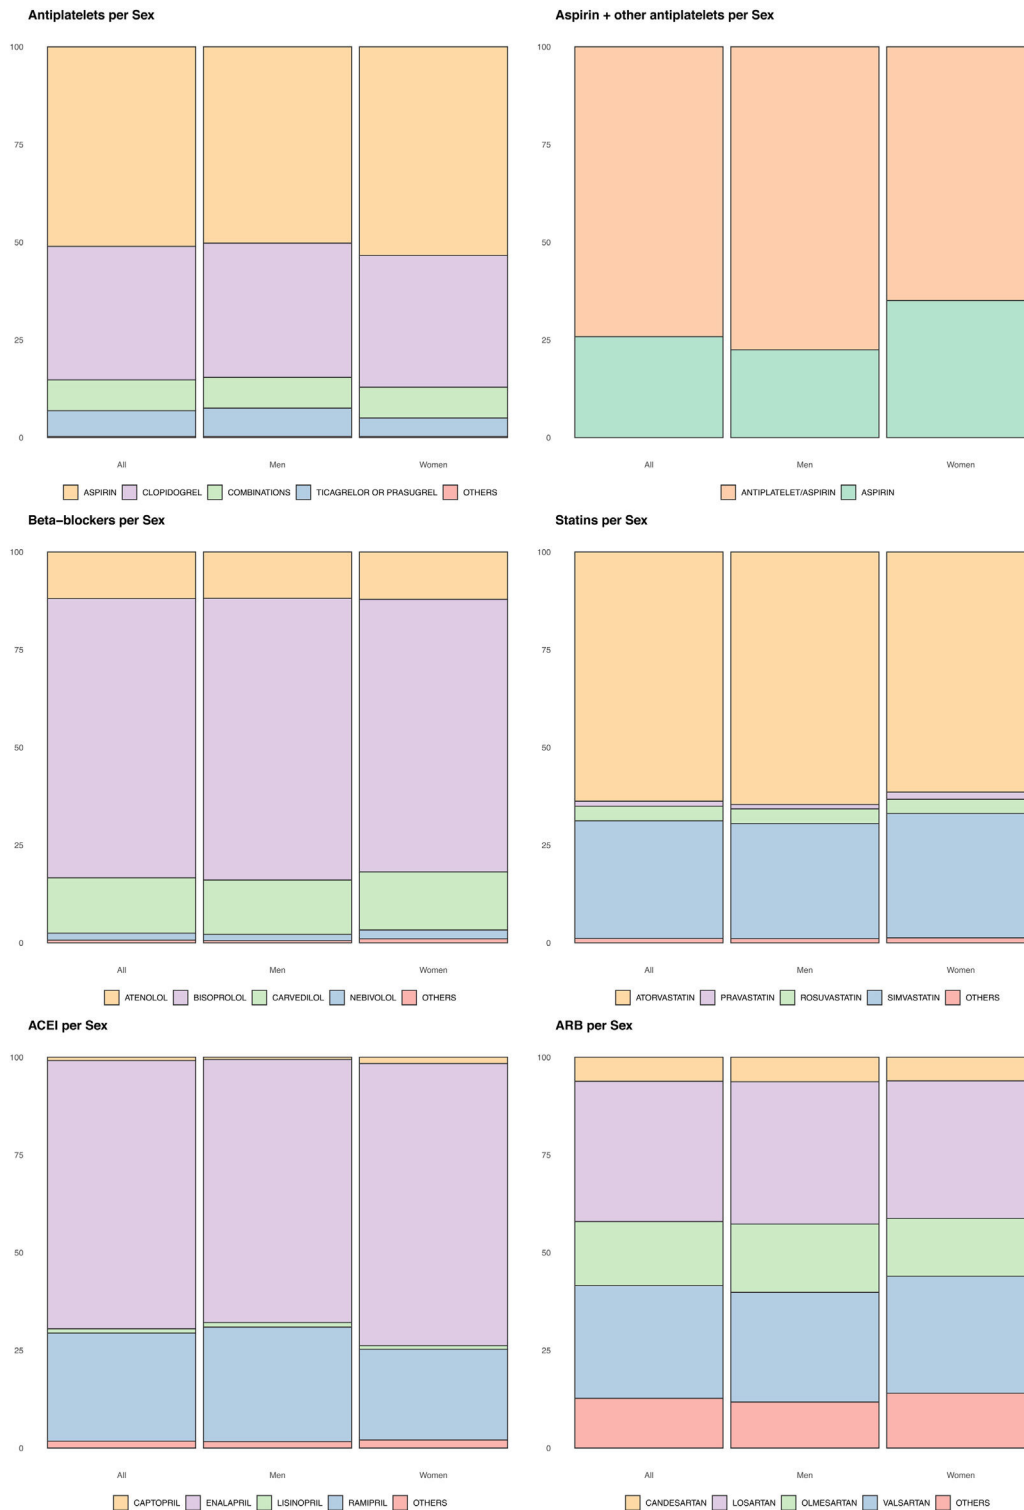 Antiplatelets per Sex
100
75
50
25
0
All Men Women
ASPIRIN CLOPIDOGREL COMBINATIONS TICAGRELOR OR PRASUGREL OTHERS
Aspirin + other antiplatelets per Sex
100
75
50
25
0
All Men Women
ANTIPLATELET/ASPIRIN ASPIRIN
Beta−blockers per Sex
100
75
50
25
0
All Men Women
ATENOLOL BISOPROLOL CARVEDILOL NEBIVOLOL OTHERS
Statins per Sex
100
75
50
25
0
All Men Women
ATORVASTATIN PRAVASTATIN ROSUVASTATIN SIMVASTATIN OTHERS
ACEI per Sex
100
75
50
25
0
All Men Women
CAPTOPRIL ENALAPRIL LISINOPRIL RAMIPRIL OTHERS
ARB per Sex
100
75
50
25
0
All Men Women
CANDESARTAN LOSARTAN OLMESARTAN VALSARTAN OTHERS